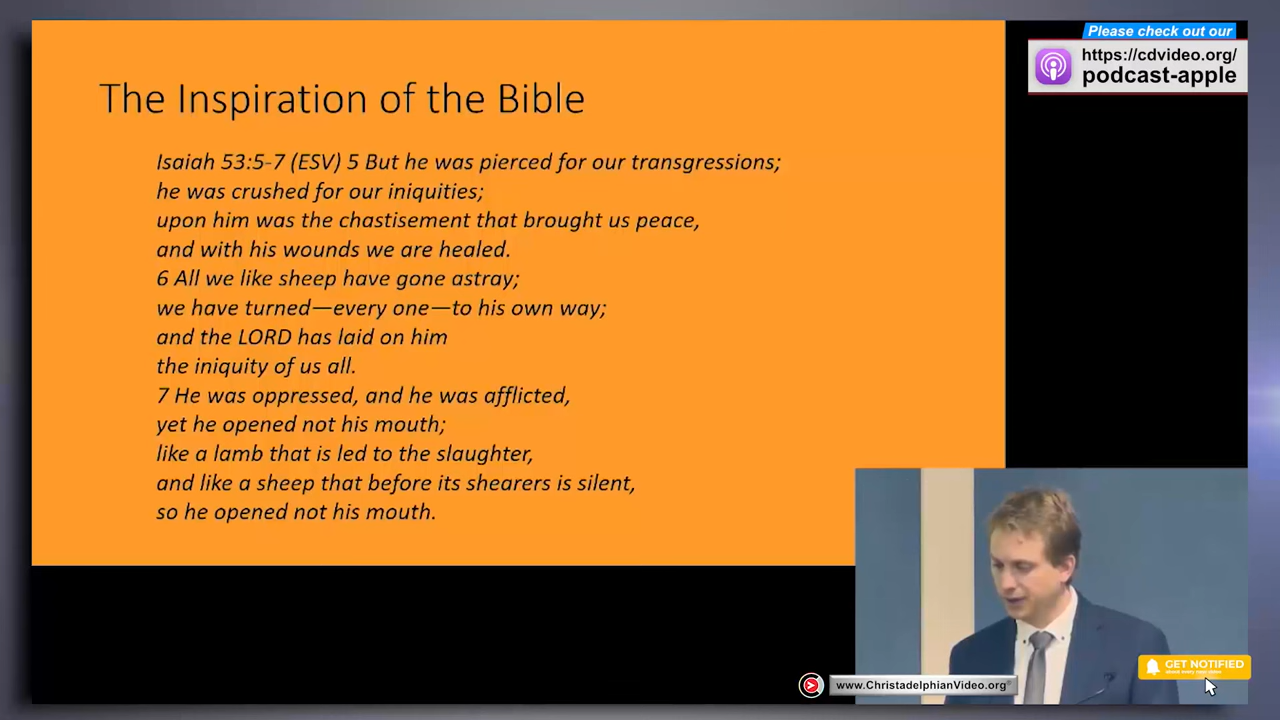 Please check out our
https://cdvideo.org/
podcast-apple
The Inspiration of the Bible
Isaiah 53:5-7 (ESV) 5 But he was pierced for our transgressions;
he was crushed for our iniquities;
upon him was the chastisement that brought us peace,
and with his wounds we are healed.
6 All we like sheep have gone astray;
we have turned—every one—to his own way;
and the LORD has laid on him
the iniquity of us all.
7 He was oppressed, and he was afflicted,
yet he opened not his mouth;
like a lamb that is led to the slaughter,
and like a sheep that before its shearers is silent,
so he opened not his mouth.
GET NOTIFIED
about every new video
www.ChristadelphianVideo.org